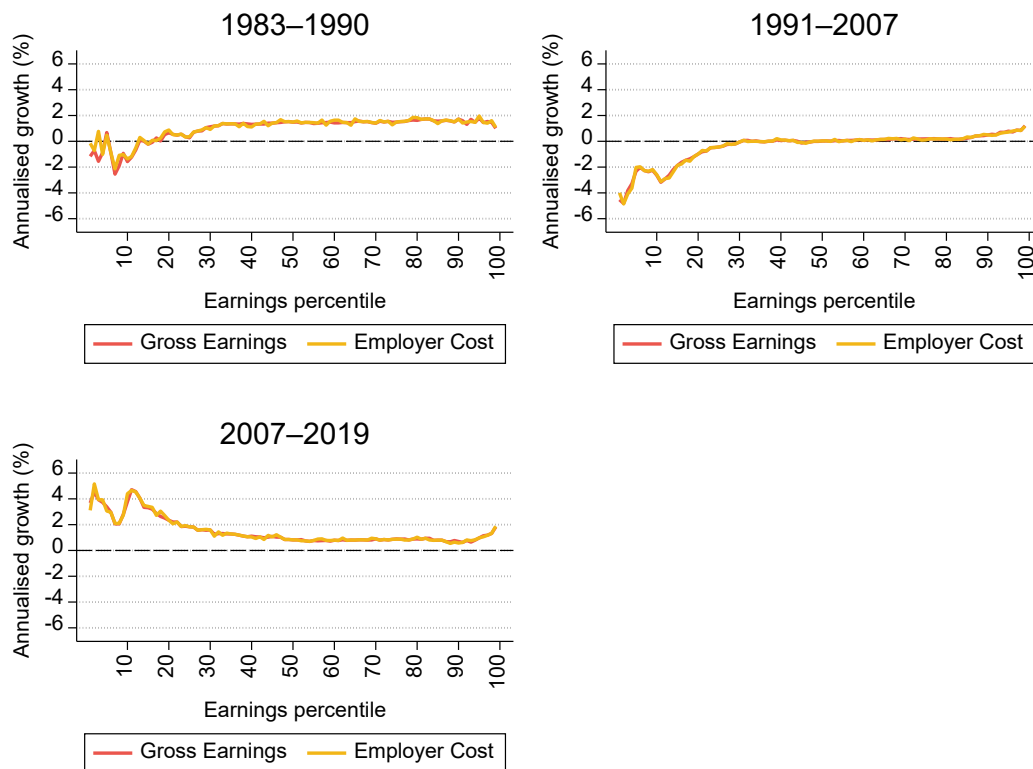 1983–1990
Annualised growth (%)
6
4
2
0
-2
-4
-6
10 20 30 40 50 60 70 80 90 100
Earnings percentile
Gross Earnings Employer Cost
1991–2007
Annualised growth (%)
6
4
2
0
-2
-4
-6
10 20 30 40 50 60 70 80 90 100
Earnings percentile
Gross Earnings Employer Cost
2007–2019
Annualised growth (%)
6
4
2
0
-2
-4
-6
10 20 30 40 50 60 70 80 90 100
Earnings percentile
Gross Earnings Employer Cost